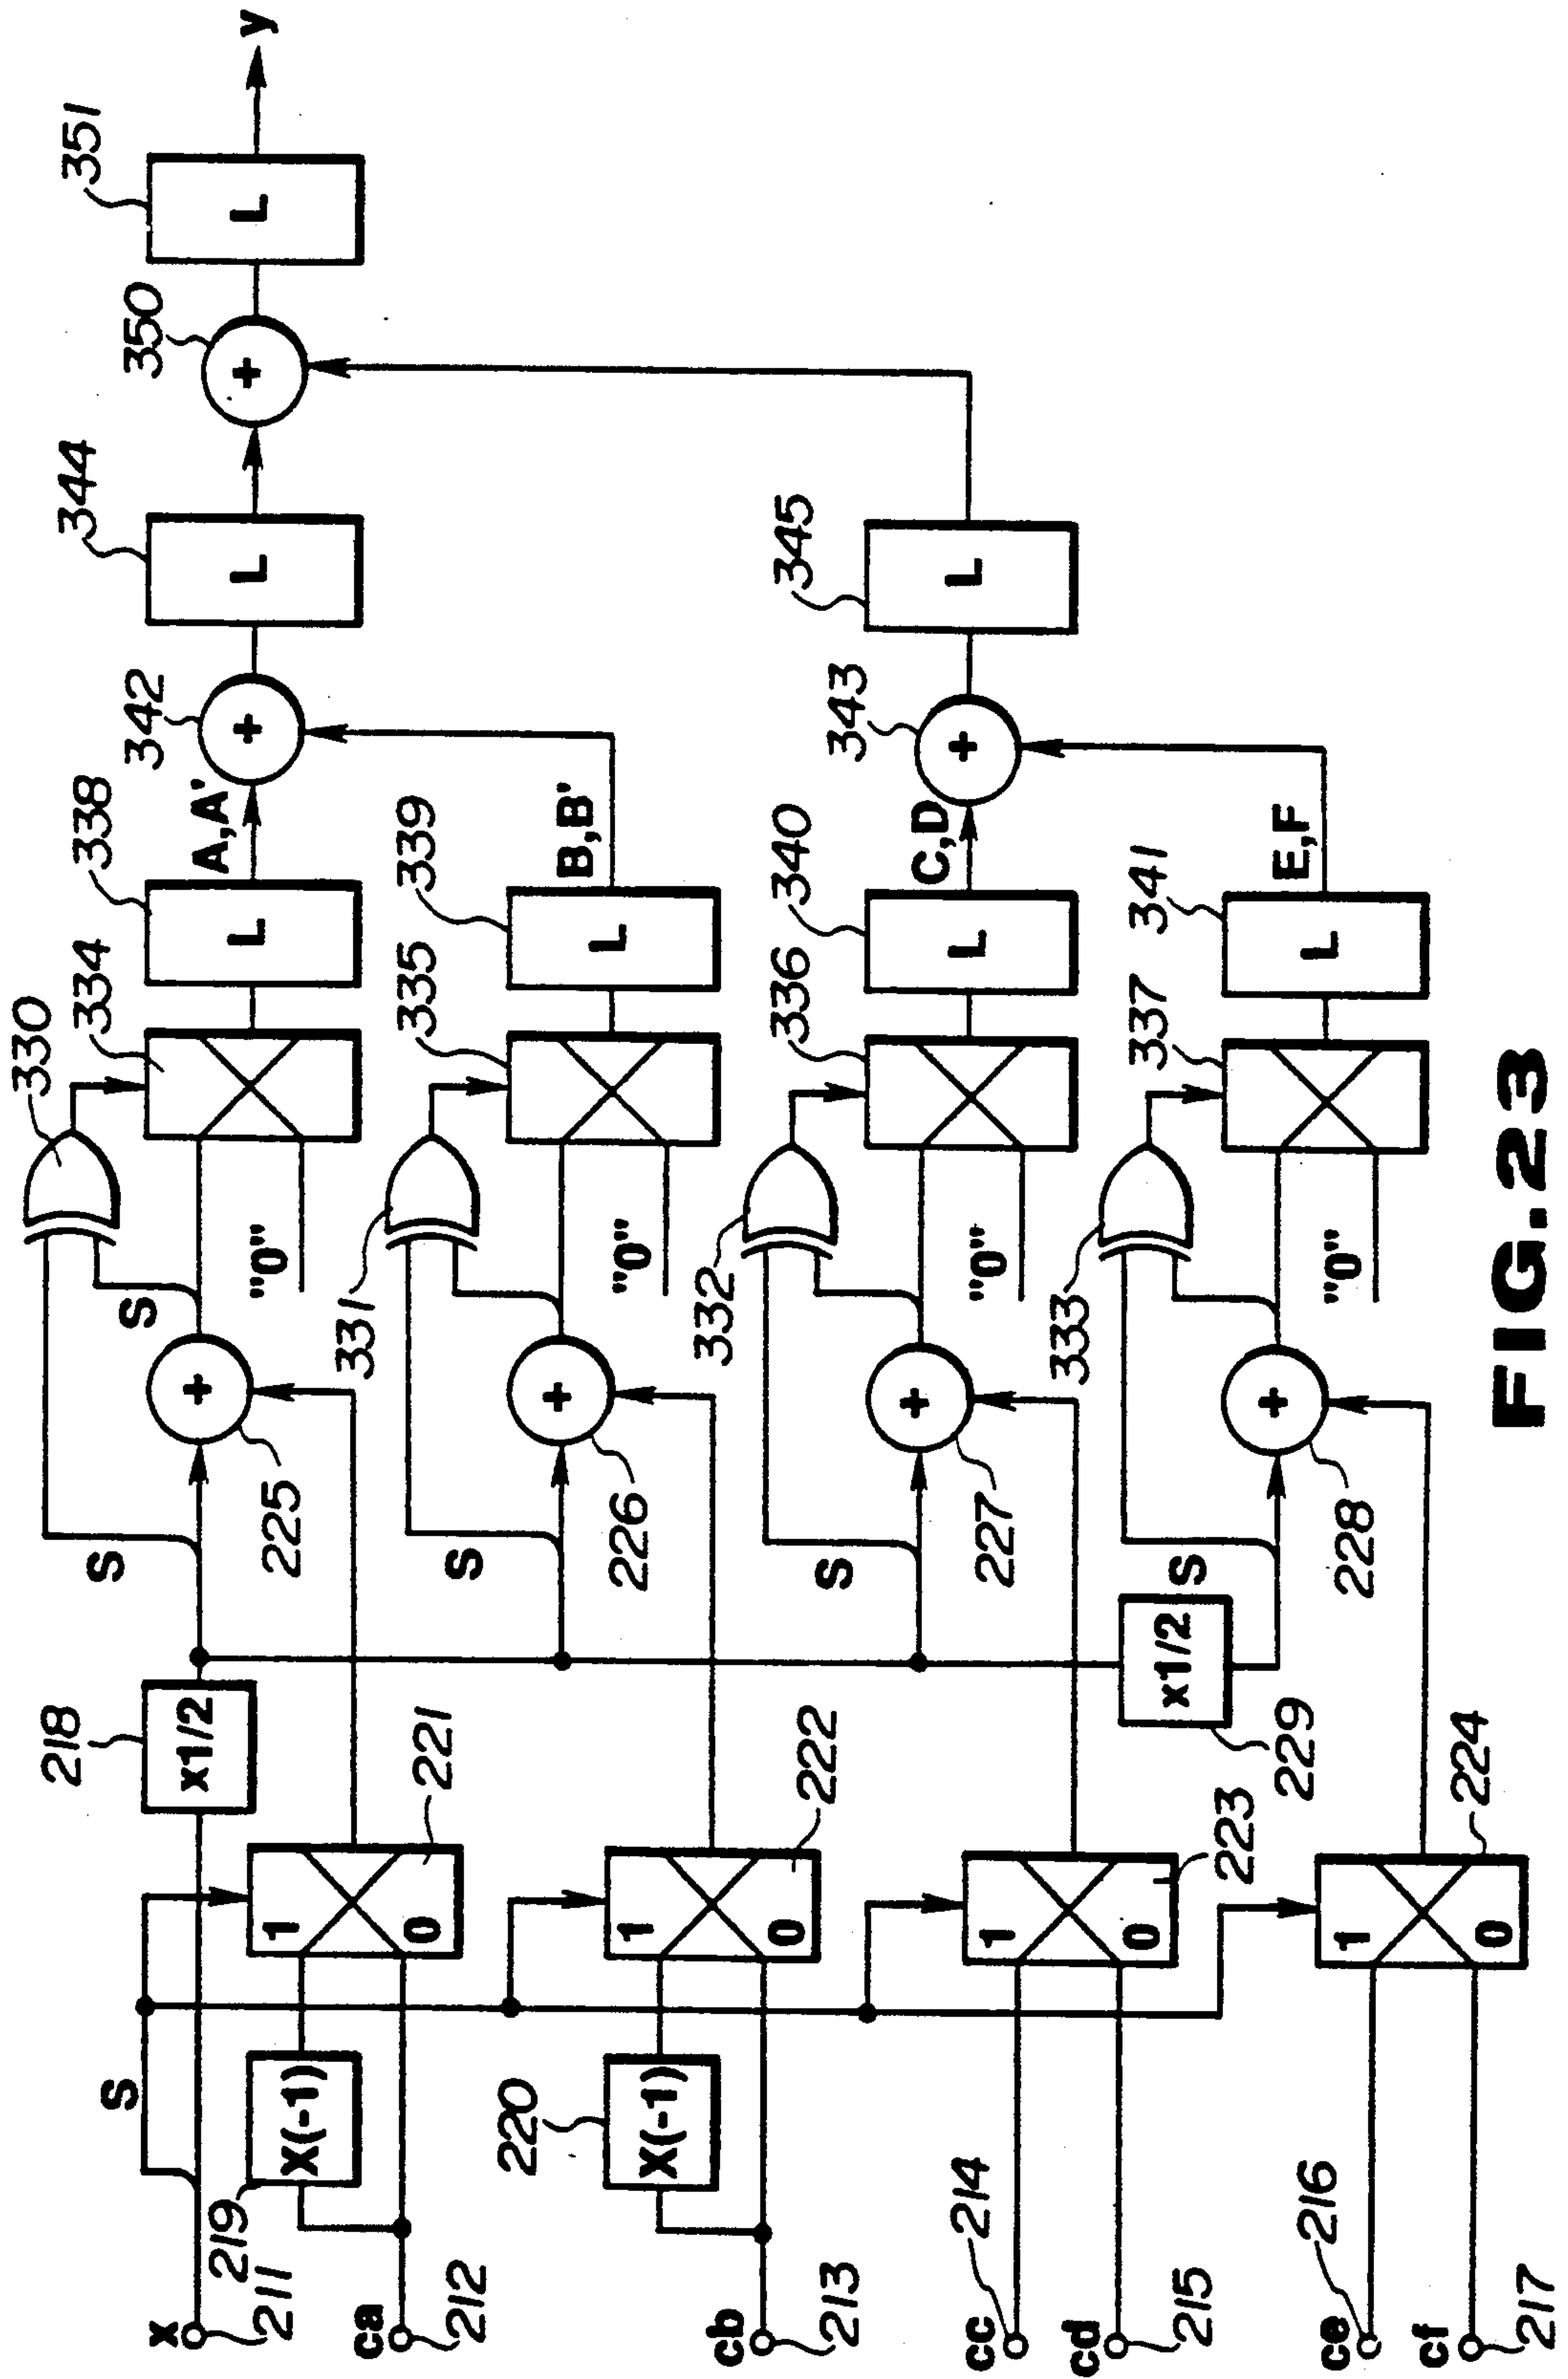 330
334
338
A,A'
342
344
350
351
y
S
S
"0"
L
+
L
+
L
218
x1/2
225
+
S
x
211
219
X(-1)
1
0
221
ca
212
331
335
339
B,B'
S
+
226
"0"
L
220
X(-1)
1
0
222
cb
213
332
336
340
C,D
343
345
S
+
227
"0"
L
+
L
214
cc
1
0
223
cd
215
333
337
341
E,F
x1/2
229
S
+
228
"0"
L
216
ce
1
0
224
cf
217
FIG.23